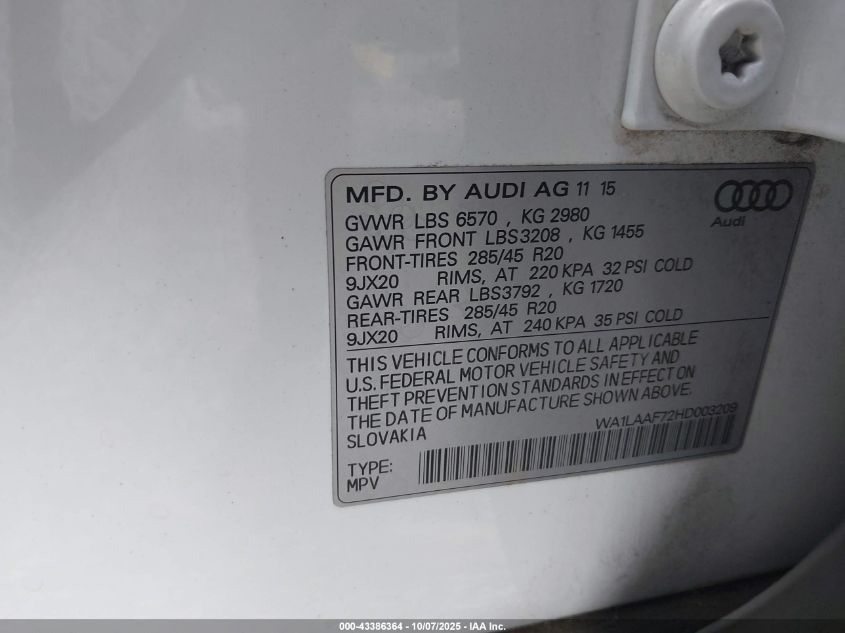 MFD. BY AUDI AG 11 15
Audi
GVWR LBS 6570 , KG 2980
GAWR FRONT LBS3208 , KG 1455
FRONT-TIRES 285/45 R20
9JX20 RIMS, AT 220 KPA 32 PSI COLD
GAWR REAR LBS3792 , KG 1720
REAR-TIRES 285/45 R20
9JX20 RIMS, AT 240 KPA 35 PSI COLD
THIS VEHICLE CONFORMS TO ALL APPLICABLE
U.S. FEDERAL MOTOR VEHICLE SAFETY AND
THEFT PREVENTION STANDARDS IN EFFECT ON
THE DATE OF MANUFACTURE SHOWN ABOVE.
SLOVAKIA
WA1LAAF72HD003209
TYPE:
MPV
000-43386364 - 10/07/2025 - IAA Inc.